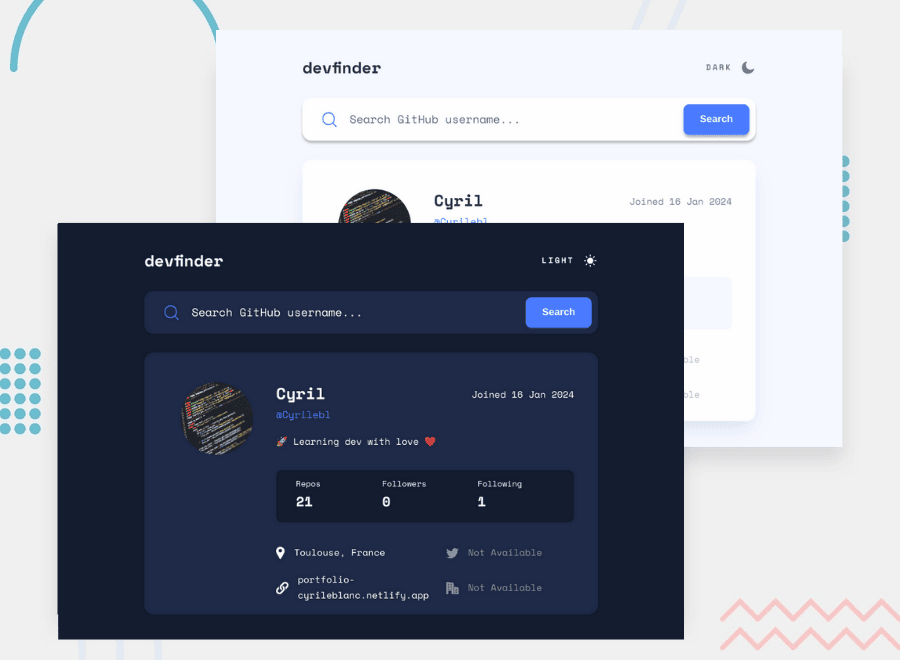 devfinder
DARK
Search GitHub username...
Search
Cyril
Joined 16 Jan 2024
@Cyrilebl
devfinder
LIGHT
Search GitHub username...
Search
Cyril
Joined 16 Jan 2024
@Cyrilebl
🚀 Learning dev with love ❤️
Repos Followers Following
21 0 1
Toulouse, France
Not Available
portfolio-
cyrileblanc.netlify.app
Not Available